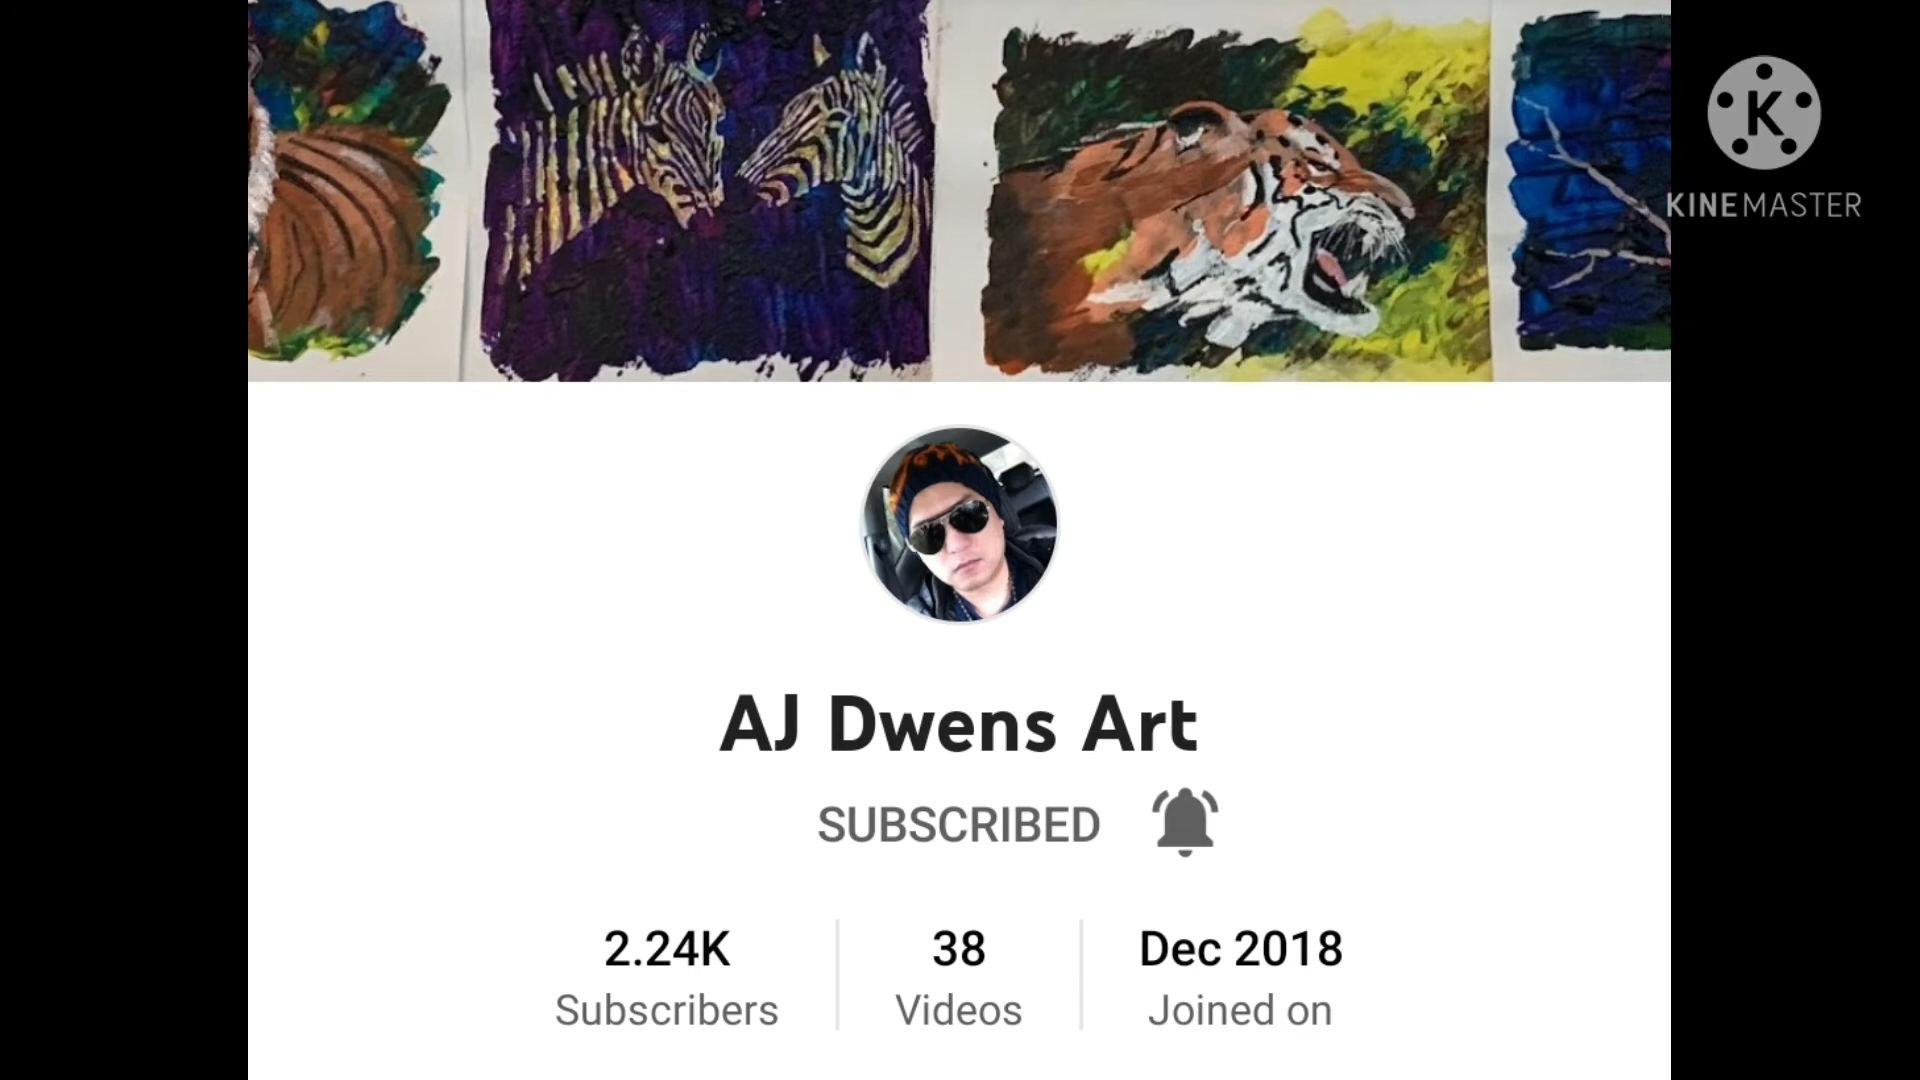 K
KINEMASTER
AJ Dwens Art
SUBSCRIBED
2.24K
Subscribers
38
Videos
Dec 2018
Joined on